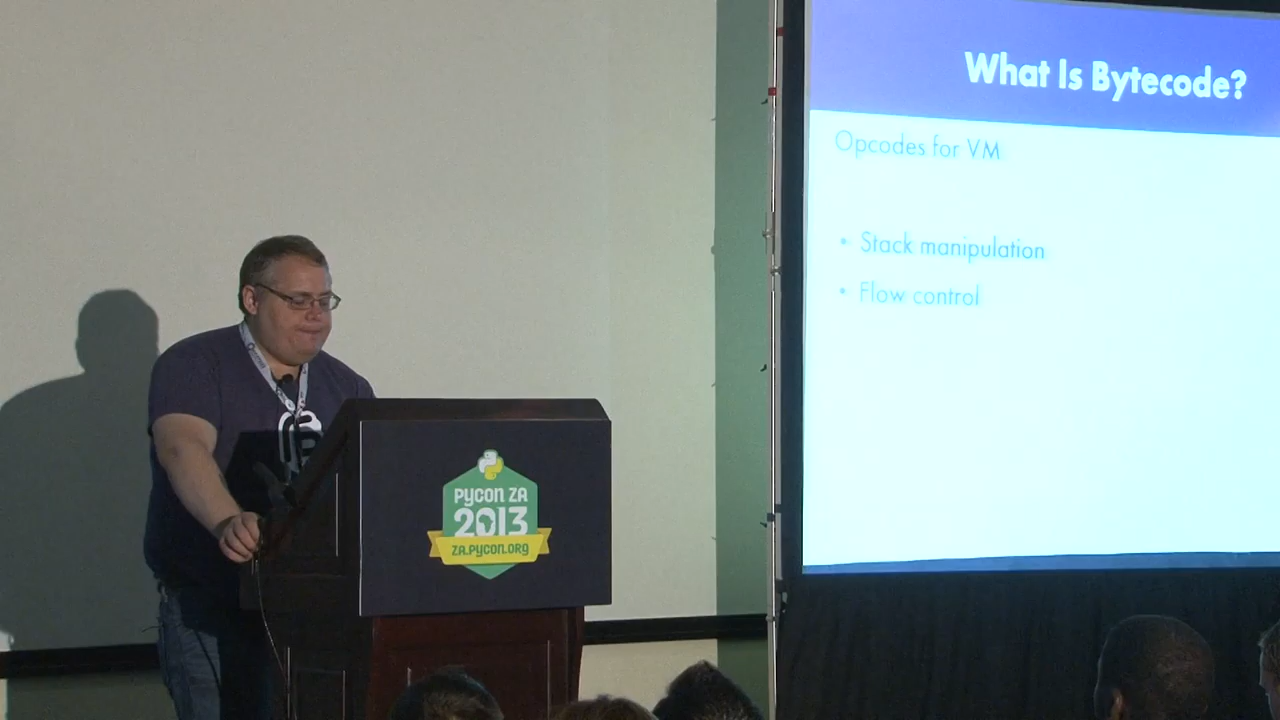 What Is Bytecode?
Opcodes for VM
• Stack manipulation
• Flow control
PYCON ZA
2013
ZA.PYCON.ORG